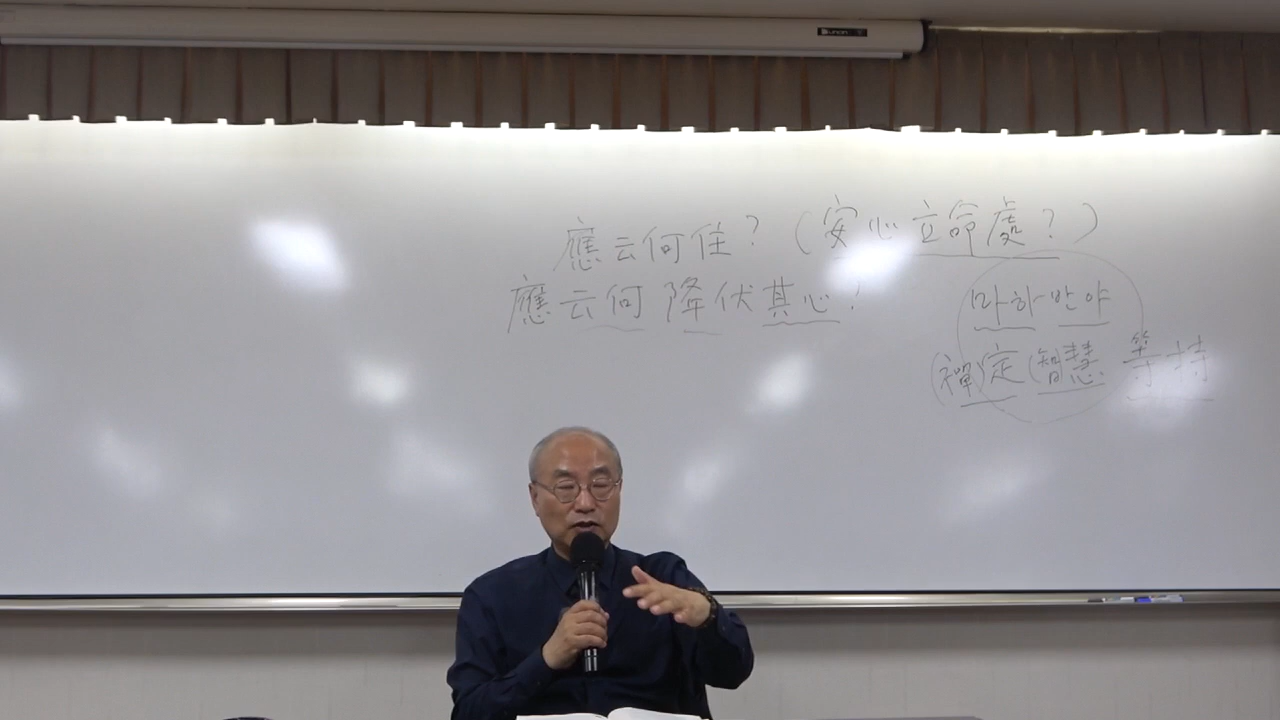 應云何住? (安心立命處?)
應云何 降伏其心?
마하반야
(禪)定 (智慧 等持